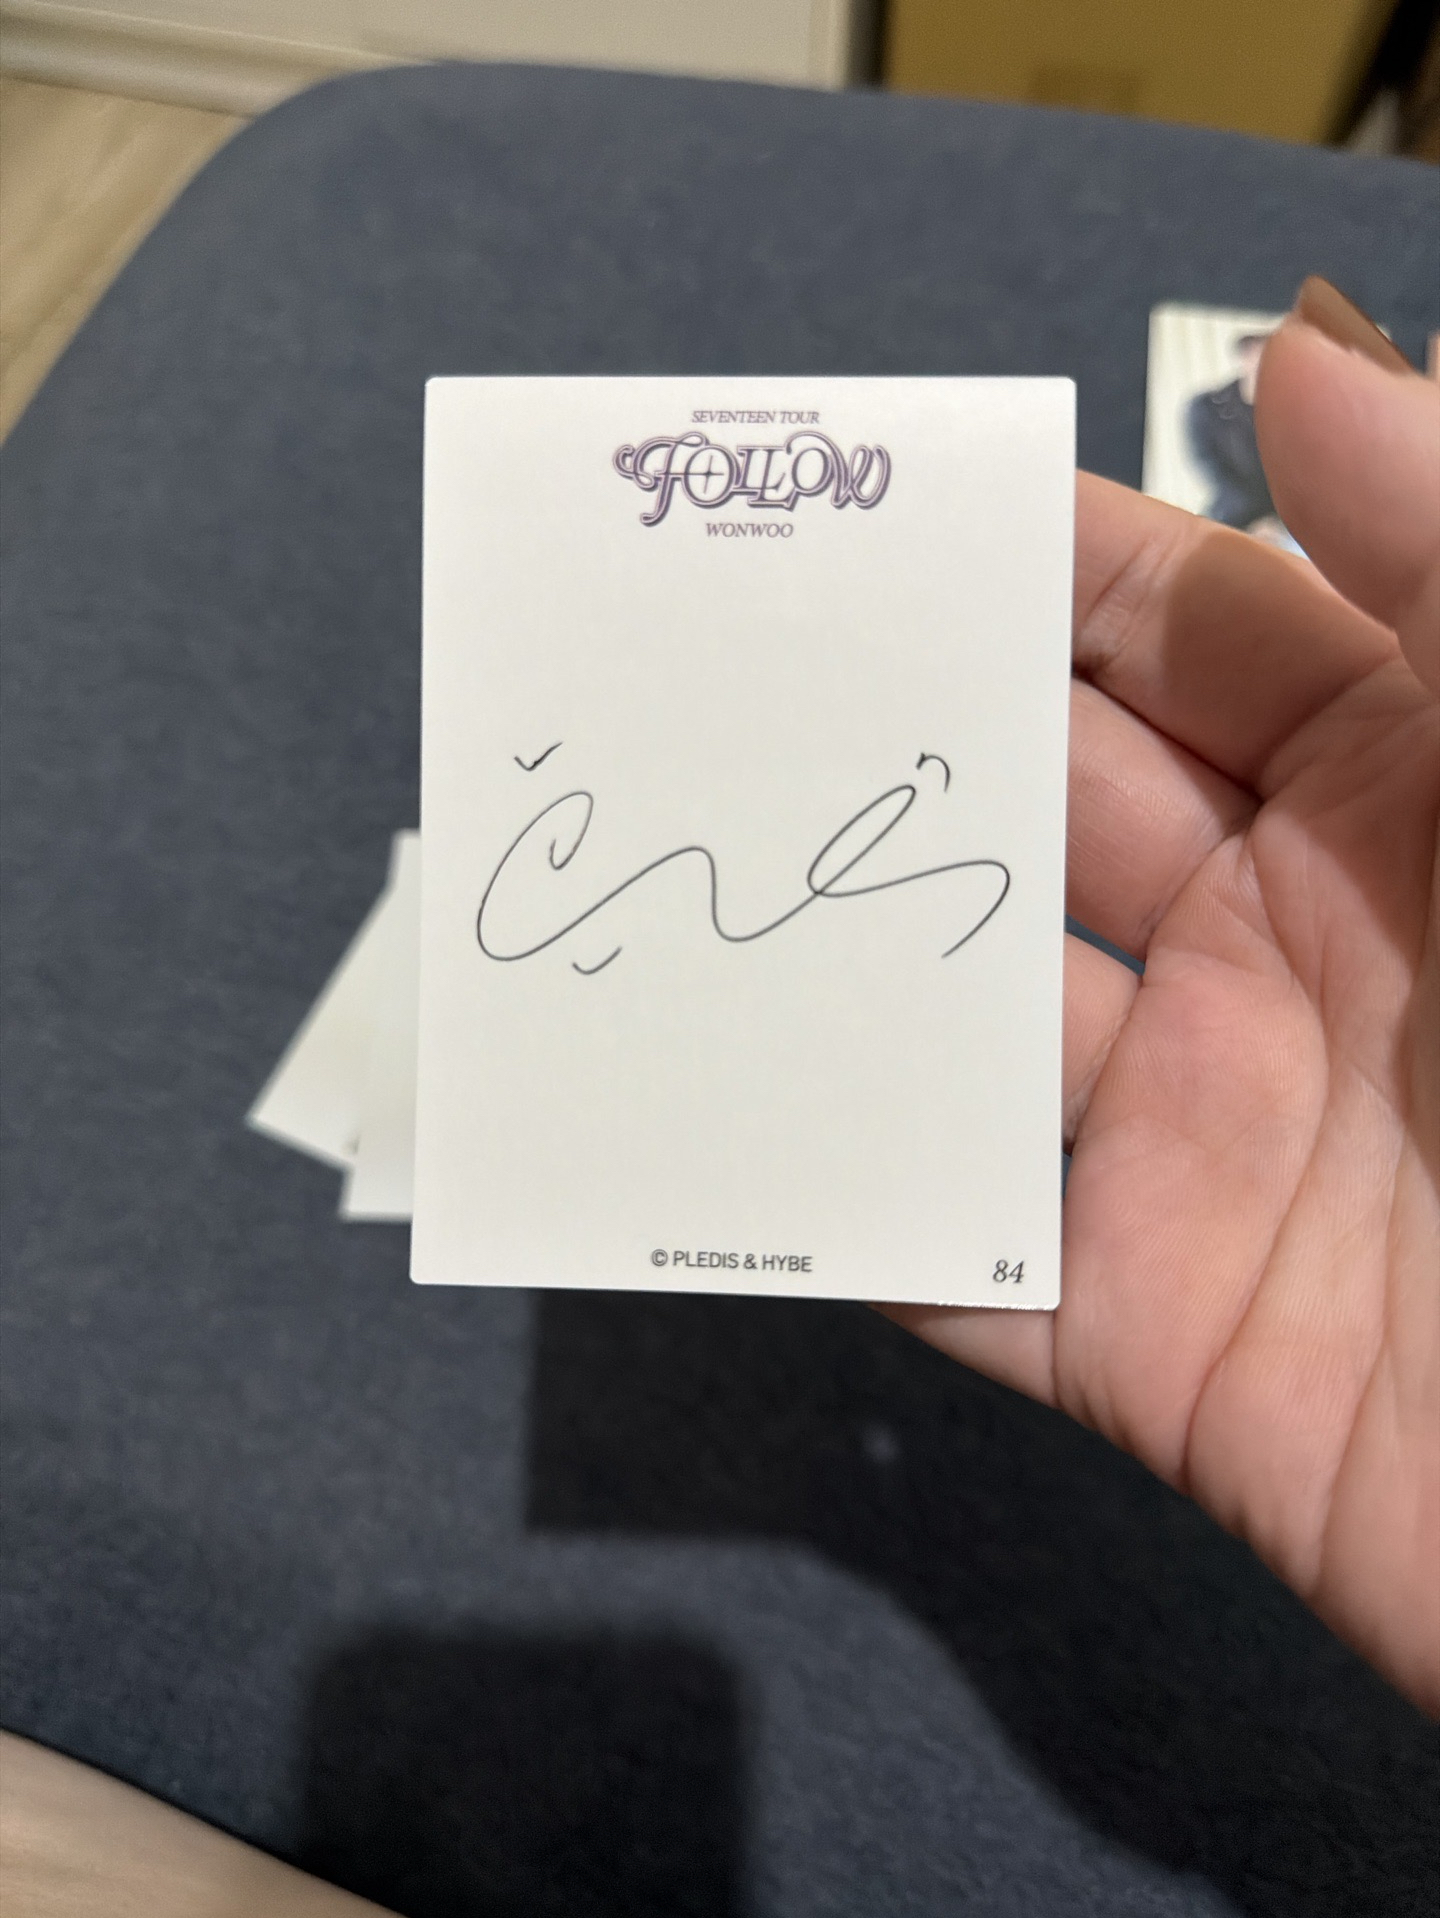 SEVENTEEN TOUR
FOLLOW
WONWOO
© PLEDIS & HYBE
84